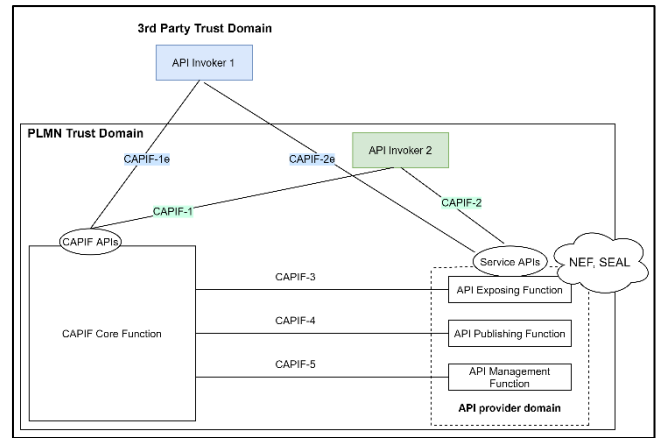 3rd Party Trust Domain
API Invoker 1
PLMN Trust Domain
CAPIF-1e
CAPIF-2e
API Invoker 2
CAPIF-1
CAPIF-2
CAPIF APIs
Service APIs
NEF, SEAL
CAPIF-3
API Exposing Function
CAPIF Core Function
CAPIF-4
API Publishing Function
CAPIF-5
API Management
Function
API provider domain